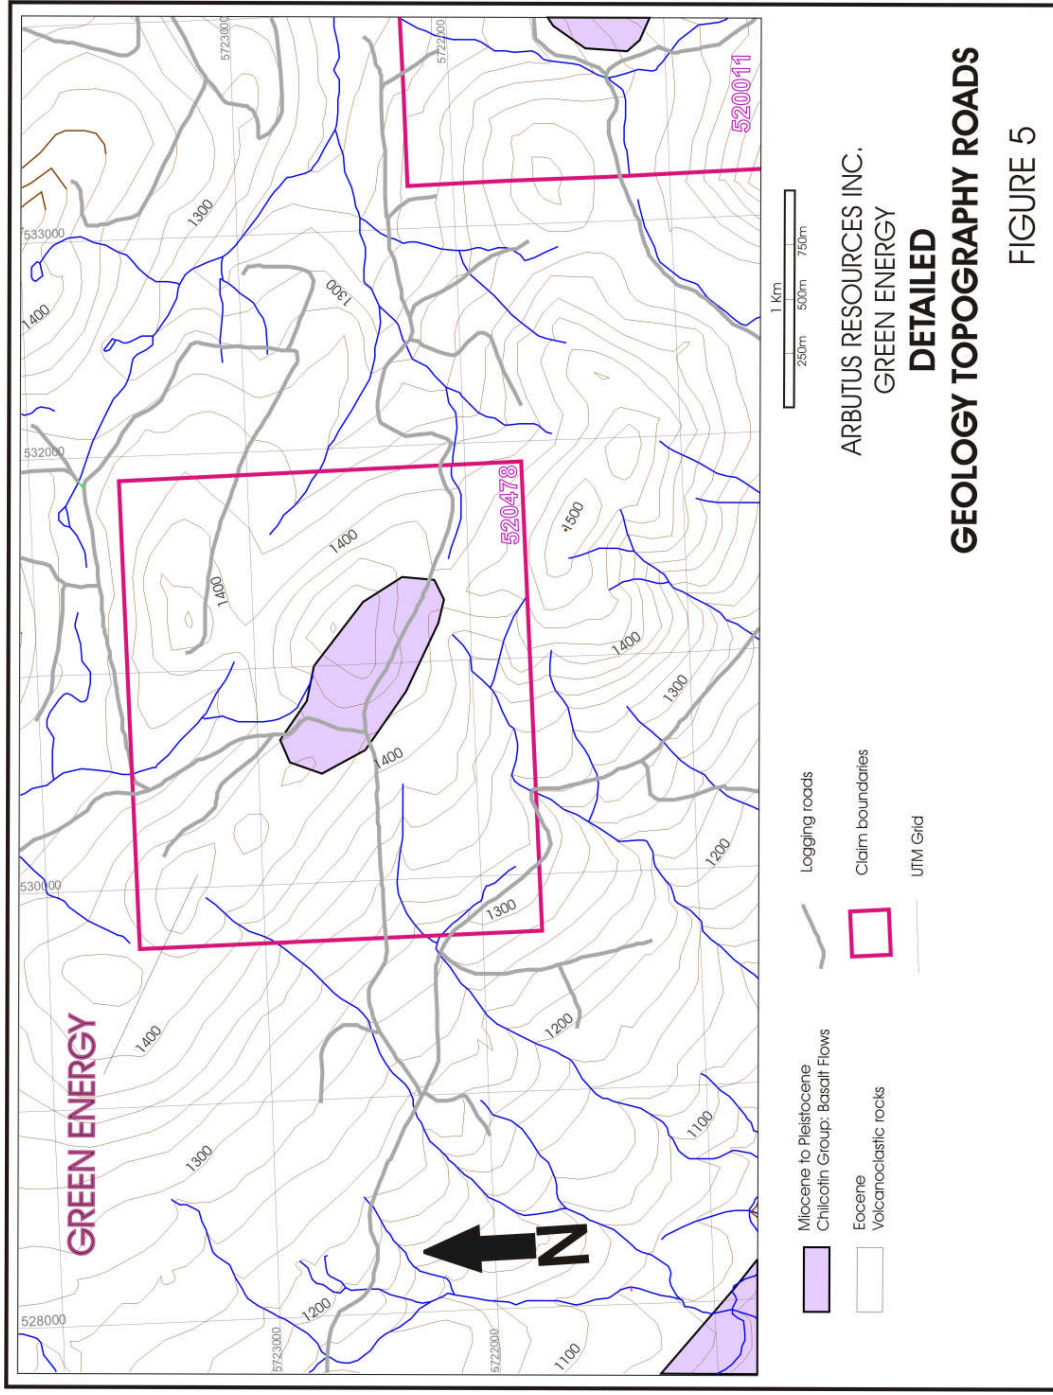 GREEN ENERGY
528000
530000
532000
533000
5723000
5722000
5723000
5722000
1400
1300
1300
1400
1400
1400
1300
1200
1100
1400
1300
1200
1100
1500
1400
1300
1200
520478
520011
N
Miocene to Pleistocene
Chilcotin Group: Basalt Flows
Eocene
Volcanoclastic rocks
Logging roads
Claim boundaries
UTM Grid
1 Km
250m
500m
750m
ARBUTUS RESOURCES INC.
GREEN ENERGY
DETAILED
GEOLOGY TOPOGRAPHY ROADS
FIGURE 5